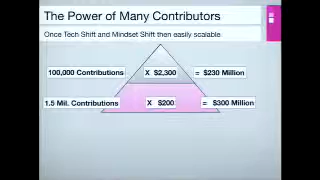 The Power of Many Contributors
Once Tech Shift and Mindset Shift then easily scalable
100,000 Contributions X $2,300 = $230 Million
1.5 Mil. Contributions X $200 = $300 Million